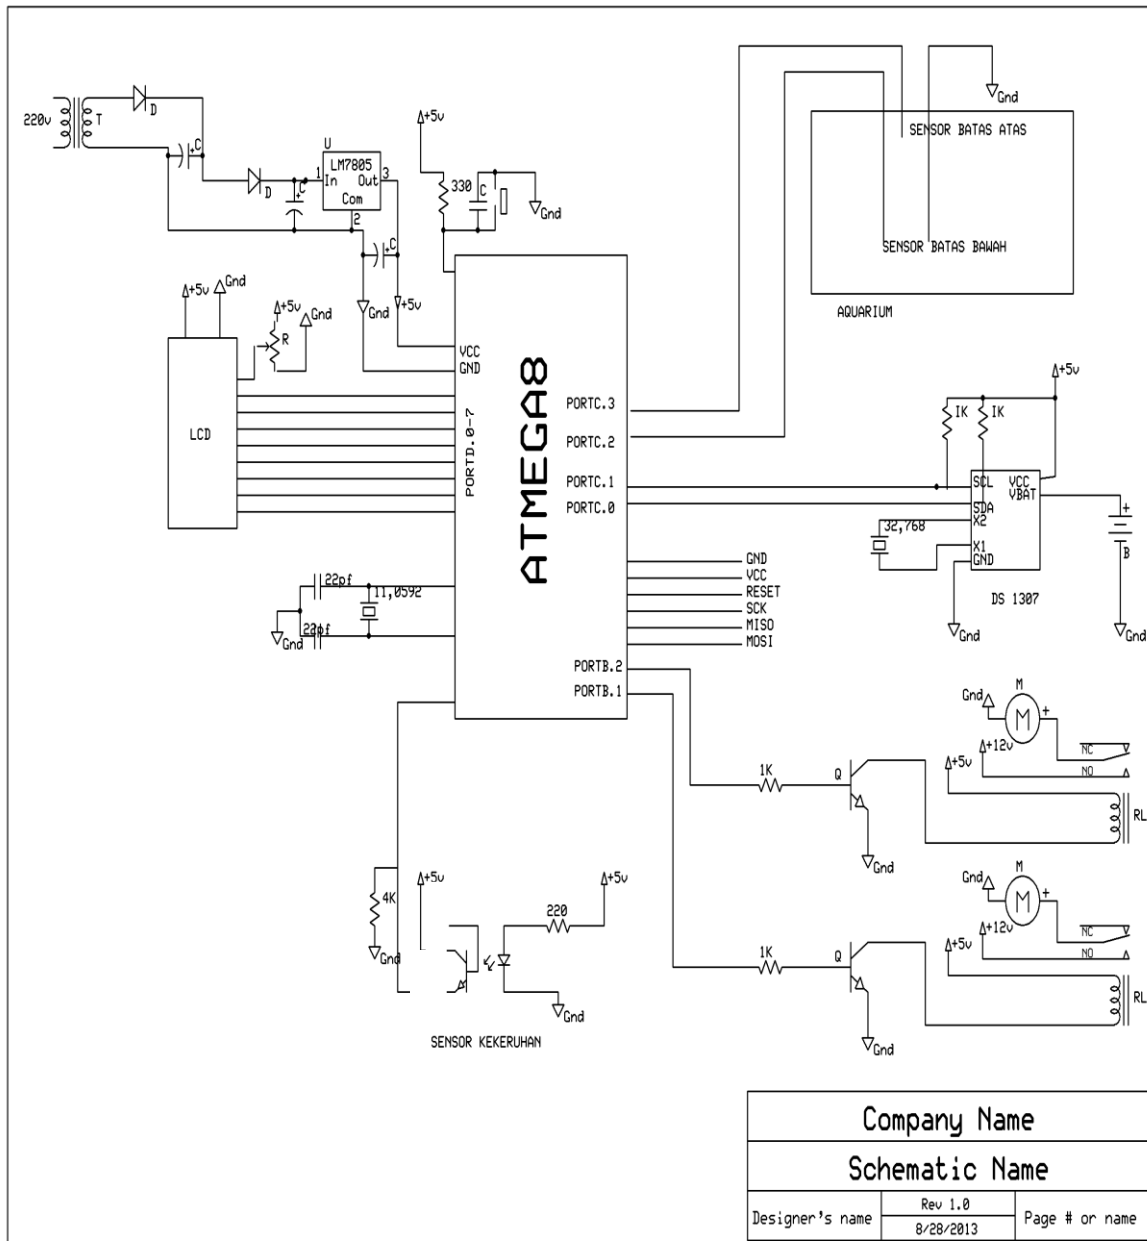 220v
T
D
+C
D
+C
U
LM7805
1
In
Out
3
Com
2
+C
Gnd
+5v
+5v
330
C
Gnd
SENSOR BATAS ATAS
Gnd
SENSOR BATAS BAWAH
AQUARIUM
+5v
Gnd
+5v
Gnd
R
LCD
VCC
GND
PORTD.0-7
ATMEGA8
PORTC.3
PORTC.2
PORTC.1
PORTC.0
+5v
IK
IK
SCL
SDA
X2
X1
GND
VCC
VBAT
32,768
DS 1307
Gnd
+
B
Gnd
22pf
22pf
11,0592
Gnd
GND
VCC
RESET
SCK
MISO
MOSI
PORTB.2
PORTB.1
1K
Q
Gnd
Gnd
M
M
+
+12v
+5v
NC
NO
RL
1K
Q
Gnd
Gnd
M
M
+
+12v
+5v
NC
NO
RL
4K
Gnd
+5v
220
+5v
Gnd
SENSOR KEKERUHAN
Company Name
Schematic Name
Designer's name
Rev 1.0
8/28/2013
Page # or name